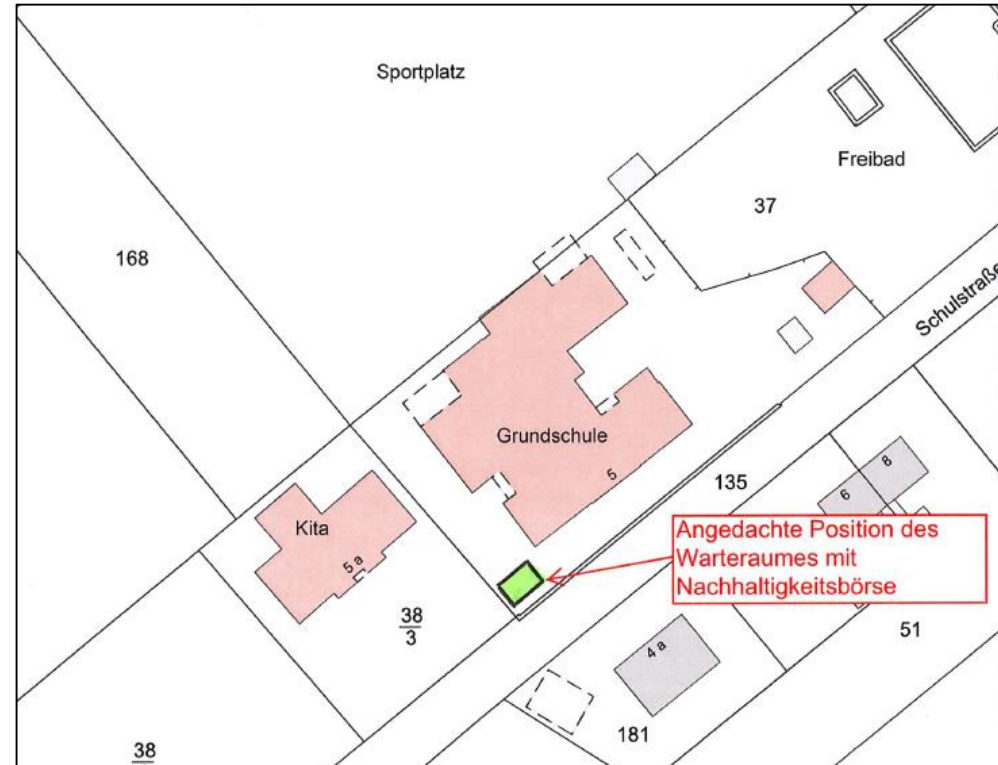 Sportplatz
Freibad
37
168
Schulstraße
Grundschule
5
135
8
6
Kita
5 a
Angedachte Position des
Warteraumes mit
Nachhaltigkeitsbörse
38
3
51
4 a
181
38